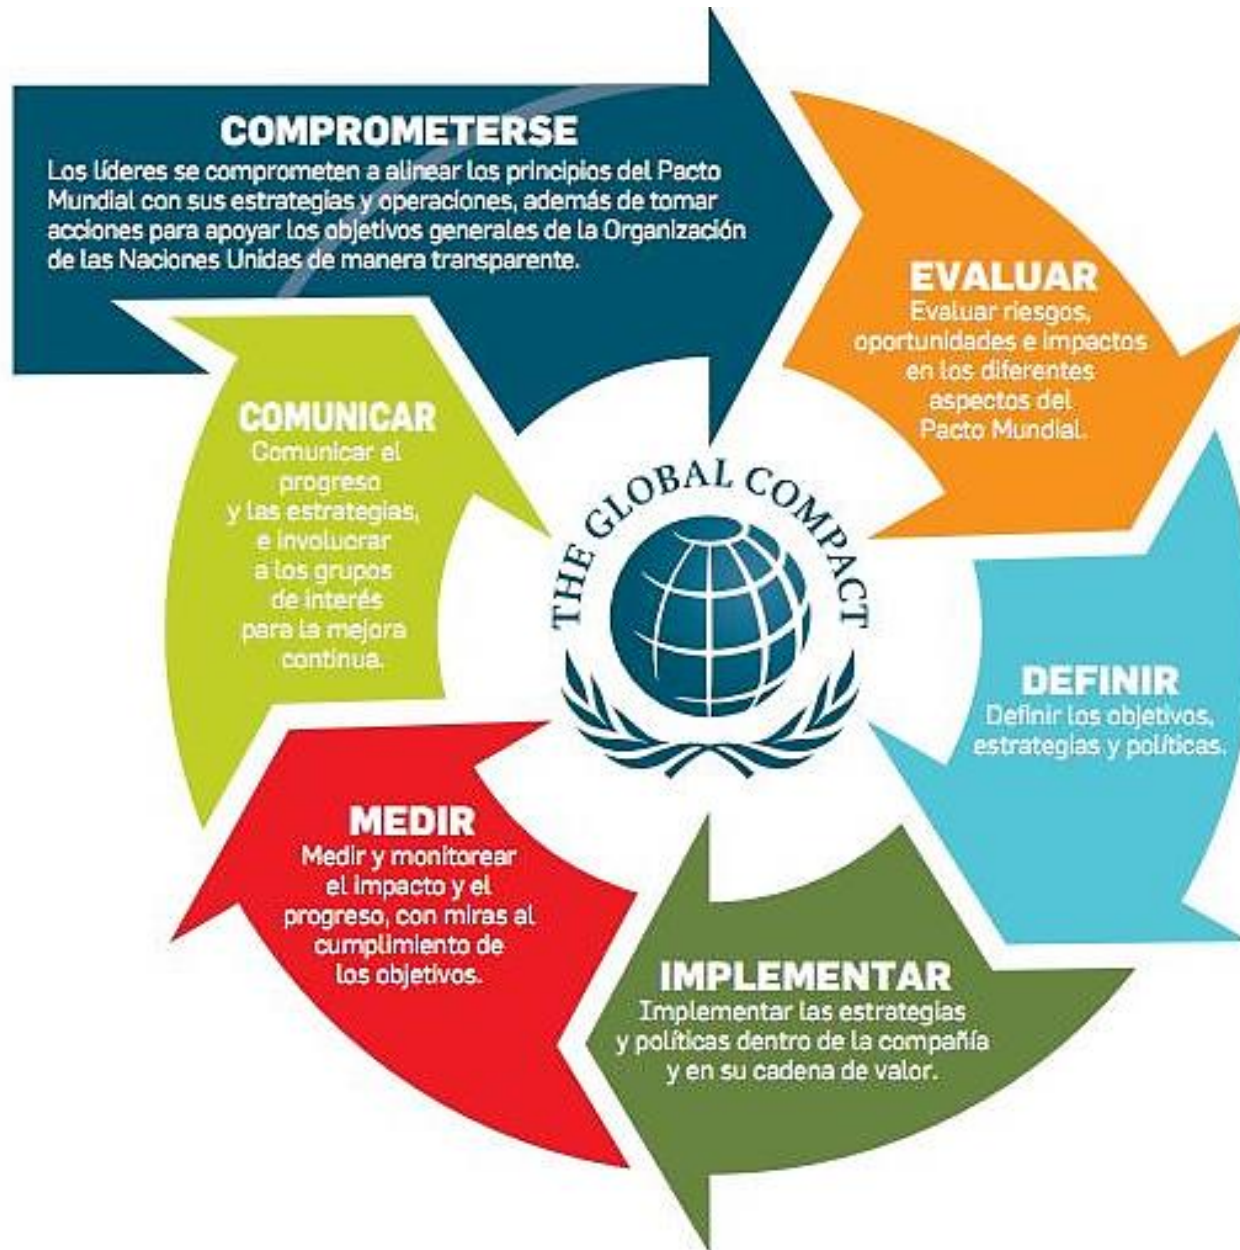 COMPROMETERSE
Los líderes se comprometen a alinear los principios del Pacto
Mundial con sus estrategias y operaciones, además de tomar
acciones para apoyar los objetivos generales de la Organización
de las Naciones Unidas de manera transparente.
EVALUAR
Evaluar riesgos,
oportunidades e impactos
en los diferentes
aspectos del
Pacto Mundial.
DEFINIR
Definir los objetivos,
estrategias y políticas.
IMPLEMENTAR
Implementar las estrategias
y políticas dentro de la compañía
y en su cadena de valor.
MEDIR
Medir y monitorear
el impacto y el
progreso, con miras al
cumplimiento de
los objetivos.
COMUNICAR
Comunicar el
progreso
y las estrategias,
e involucrar
a los grupos
de interés
para la mejora
continua.
THE GLOBAL COMPACT